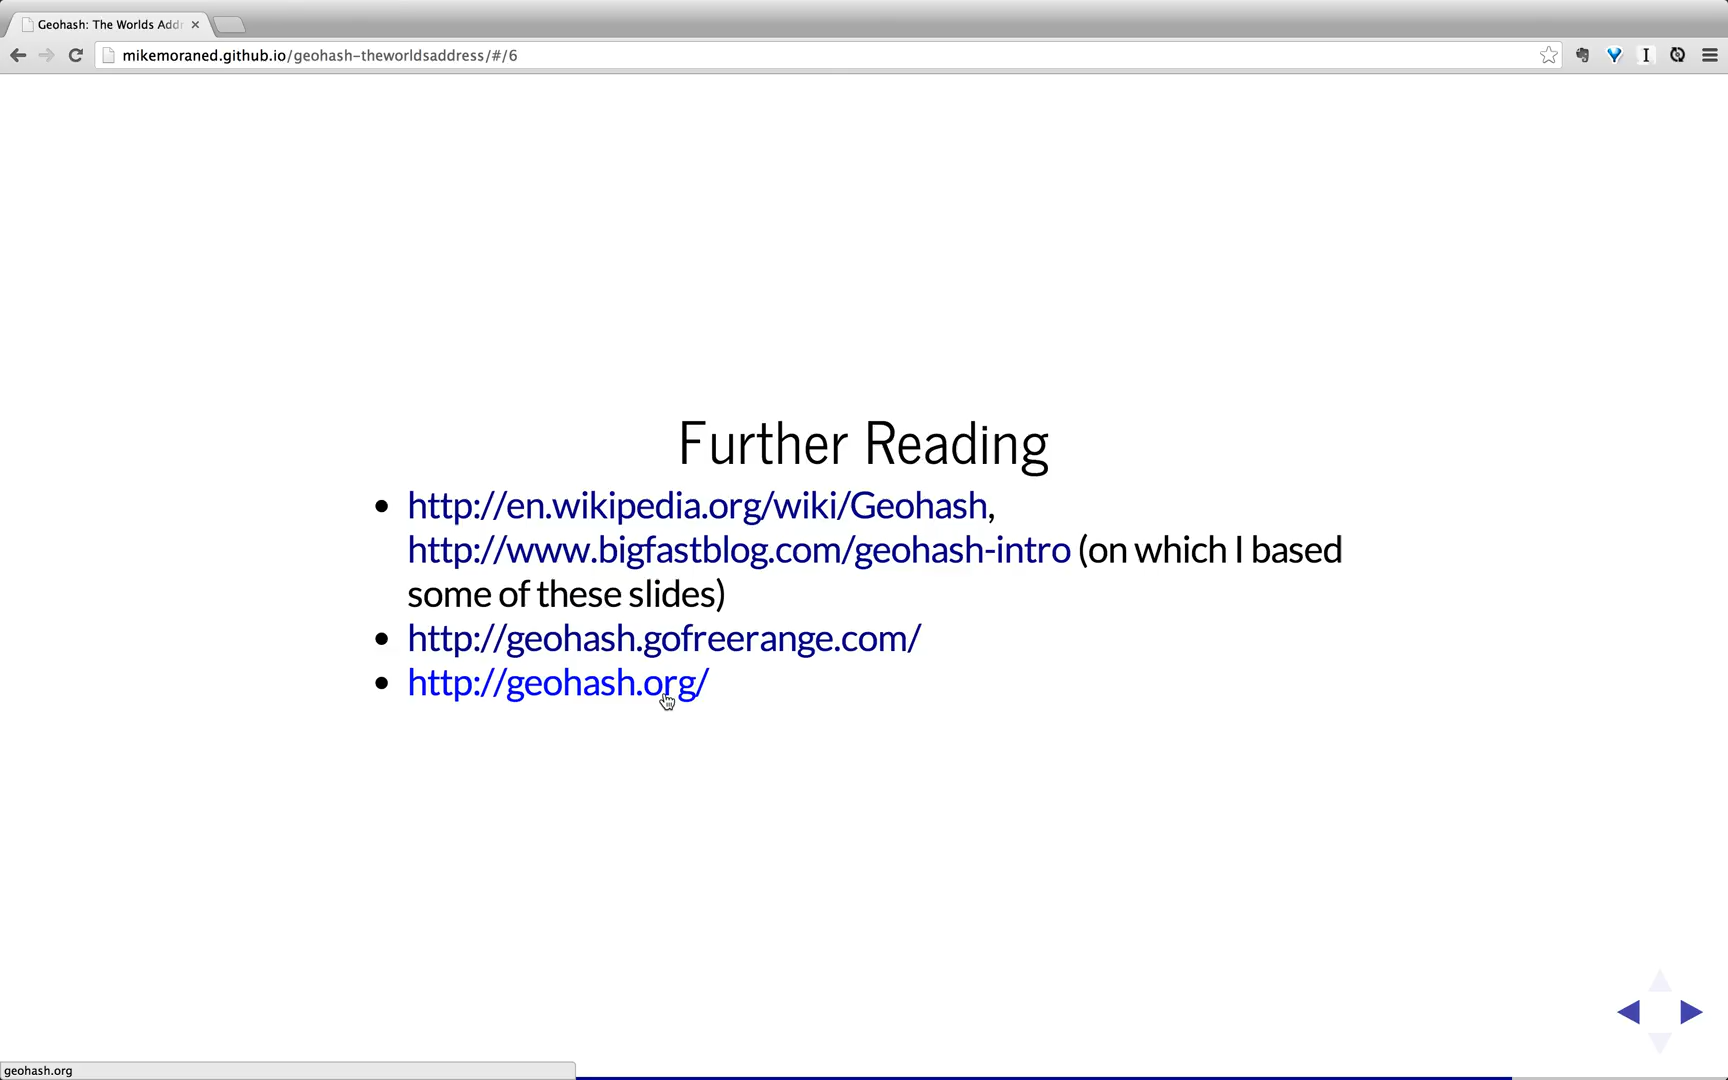 Geohash: The Worlds Addr
mikemoraned.github.io/geohash-theworldsaddress/#/6
Further Reading
http://en.wikipedia.org/wiki/Geohash,
http://www.bigfastblog.com/geohash-intro (on which I based
some of these slides)
http://geohash.gofreerange.com/
http://geohash.org/
geohash.org